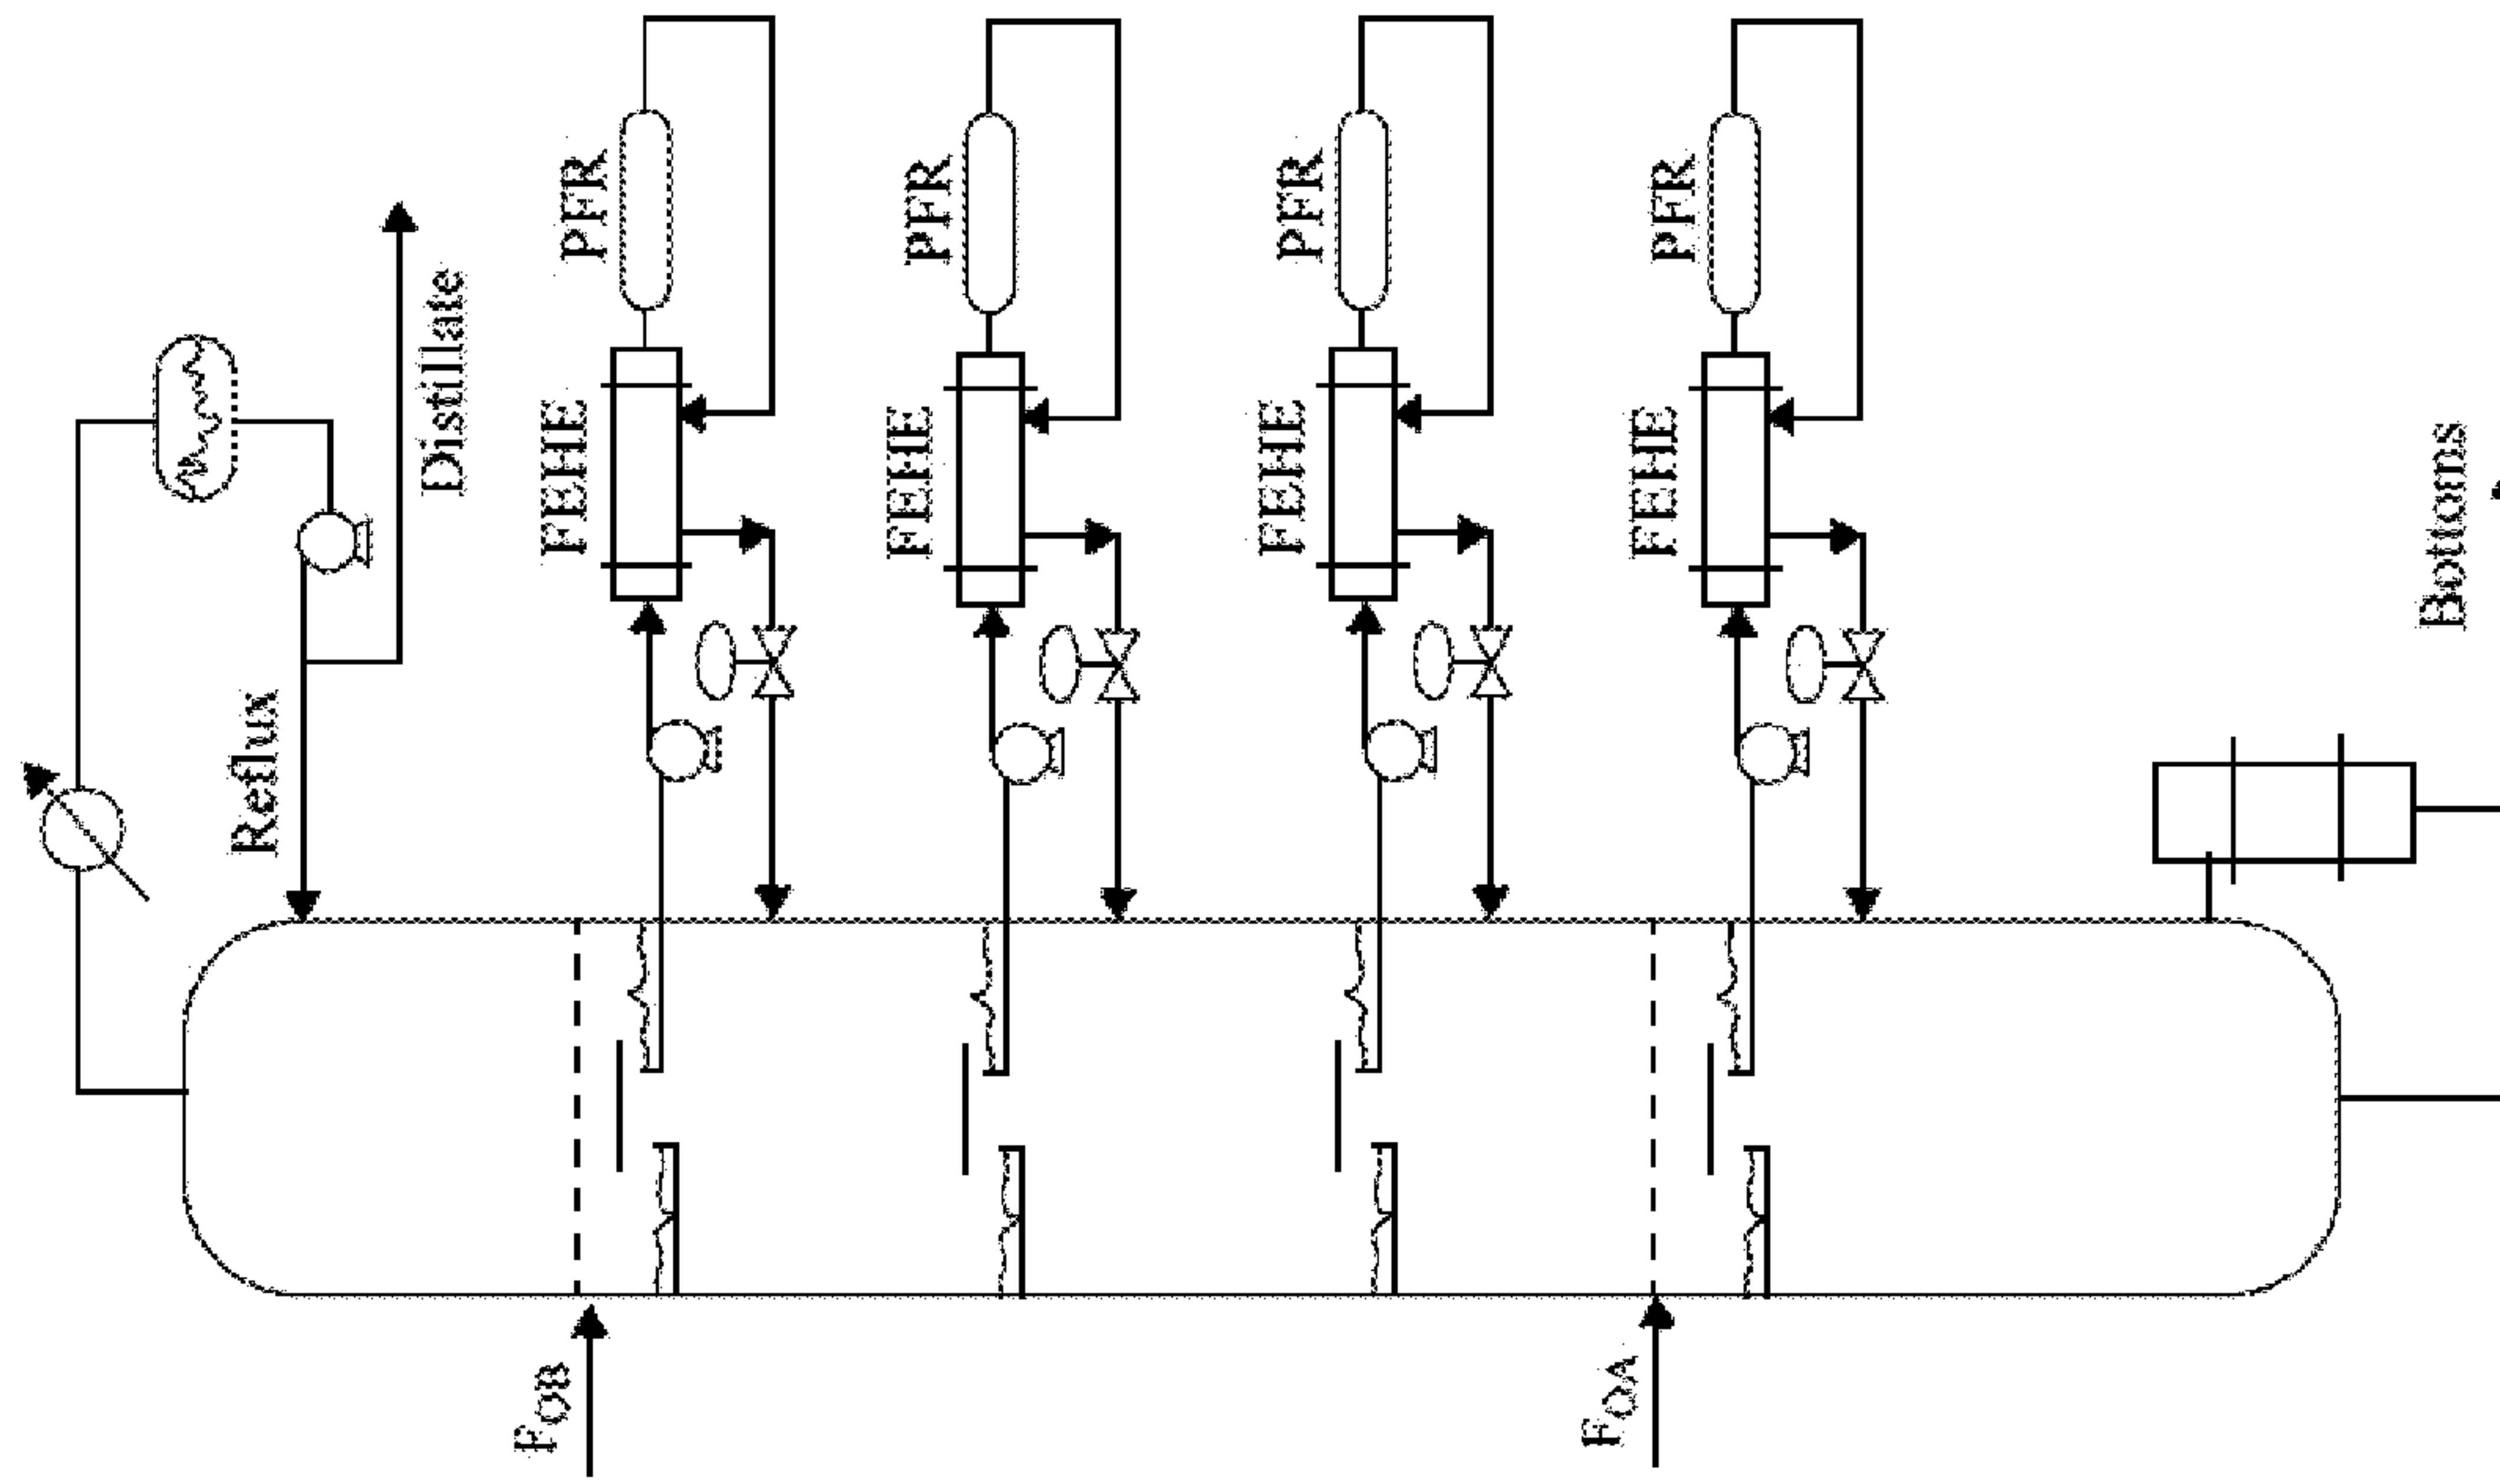 Reflux
Distillate
PFR
FEHE
PFR
FEHE
PFR
FEHE
PFR
FEHE
F0B
F0A
Bottoms